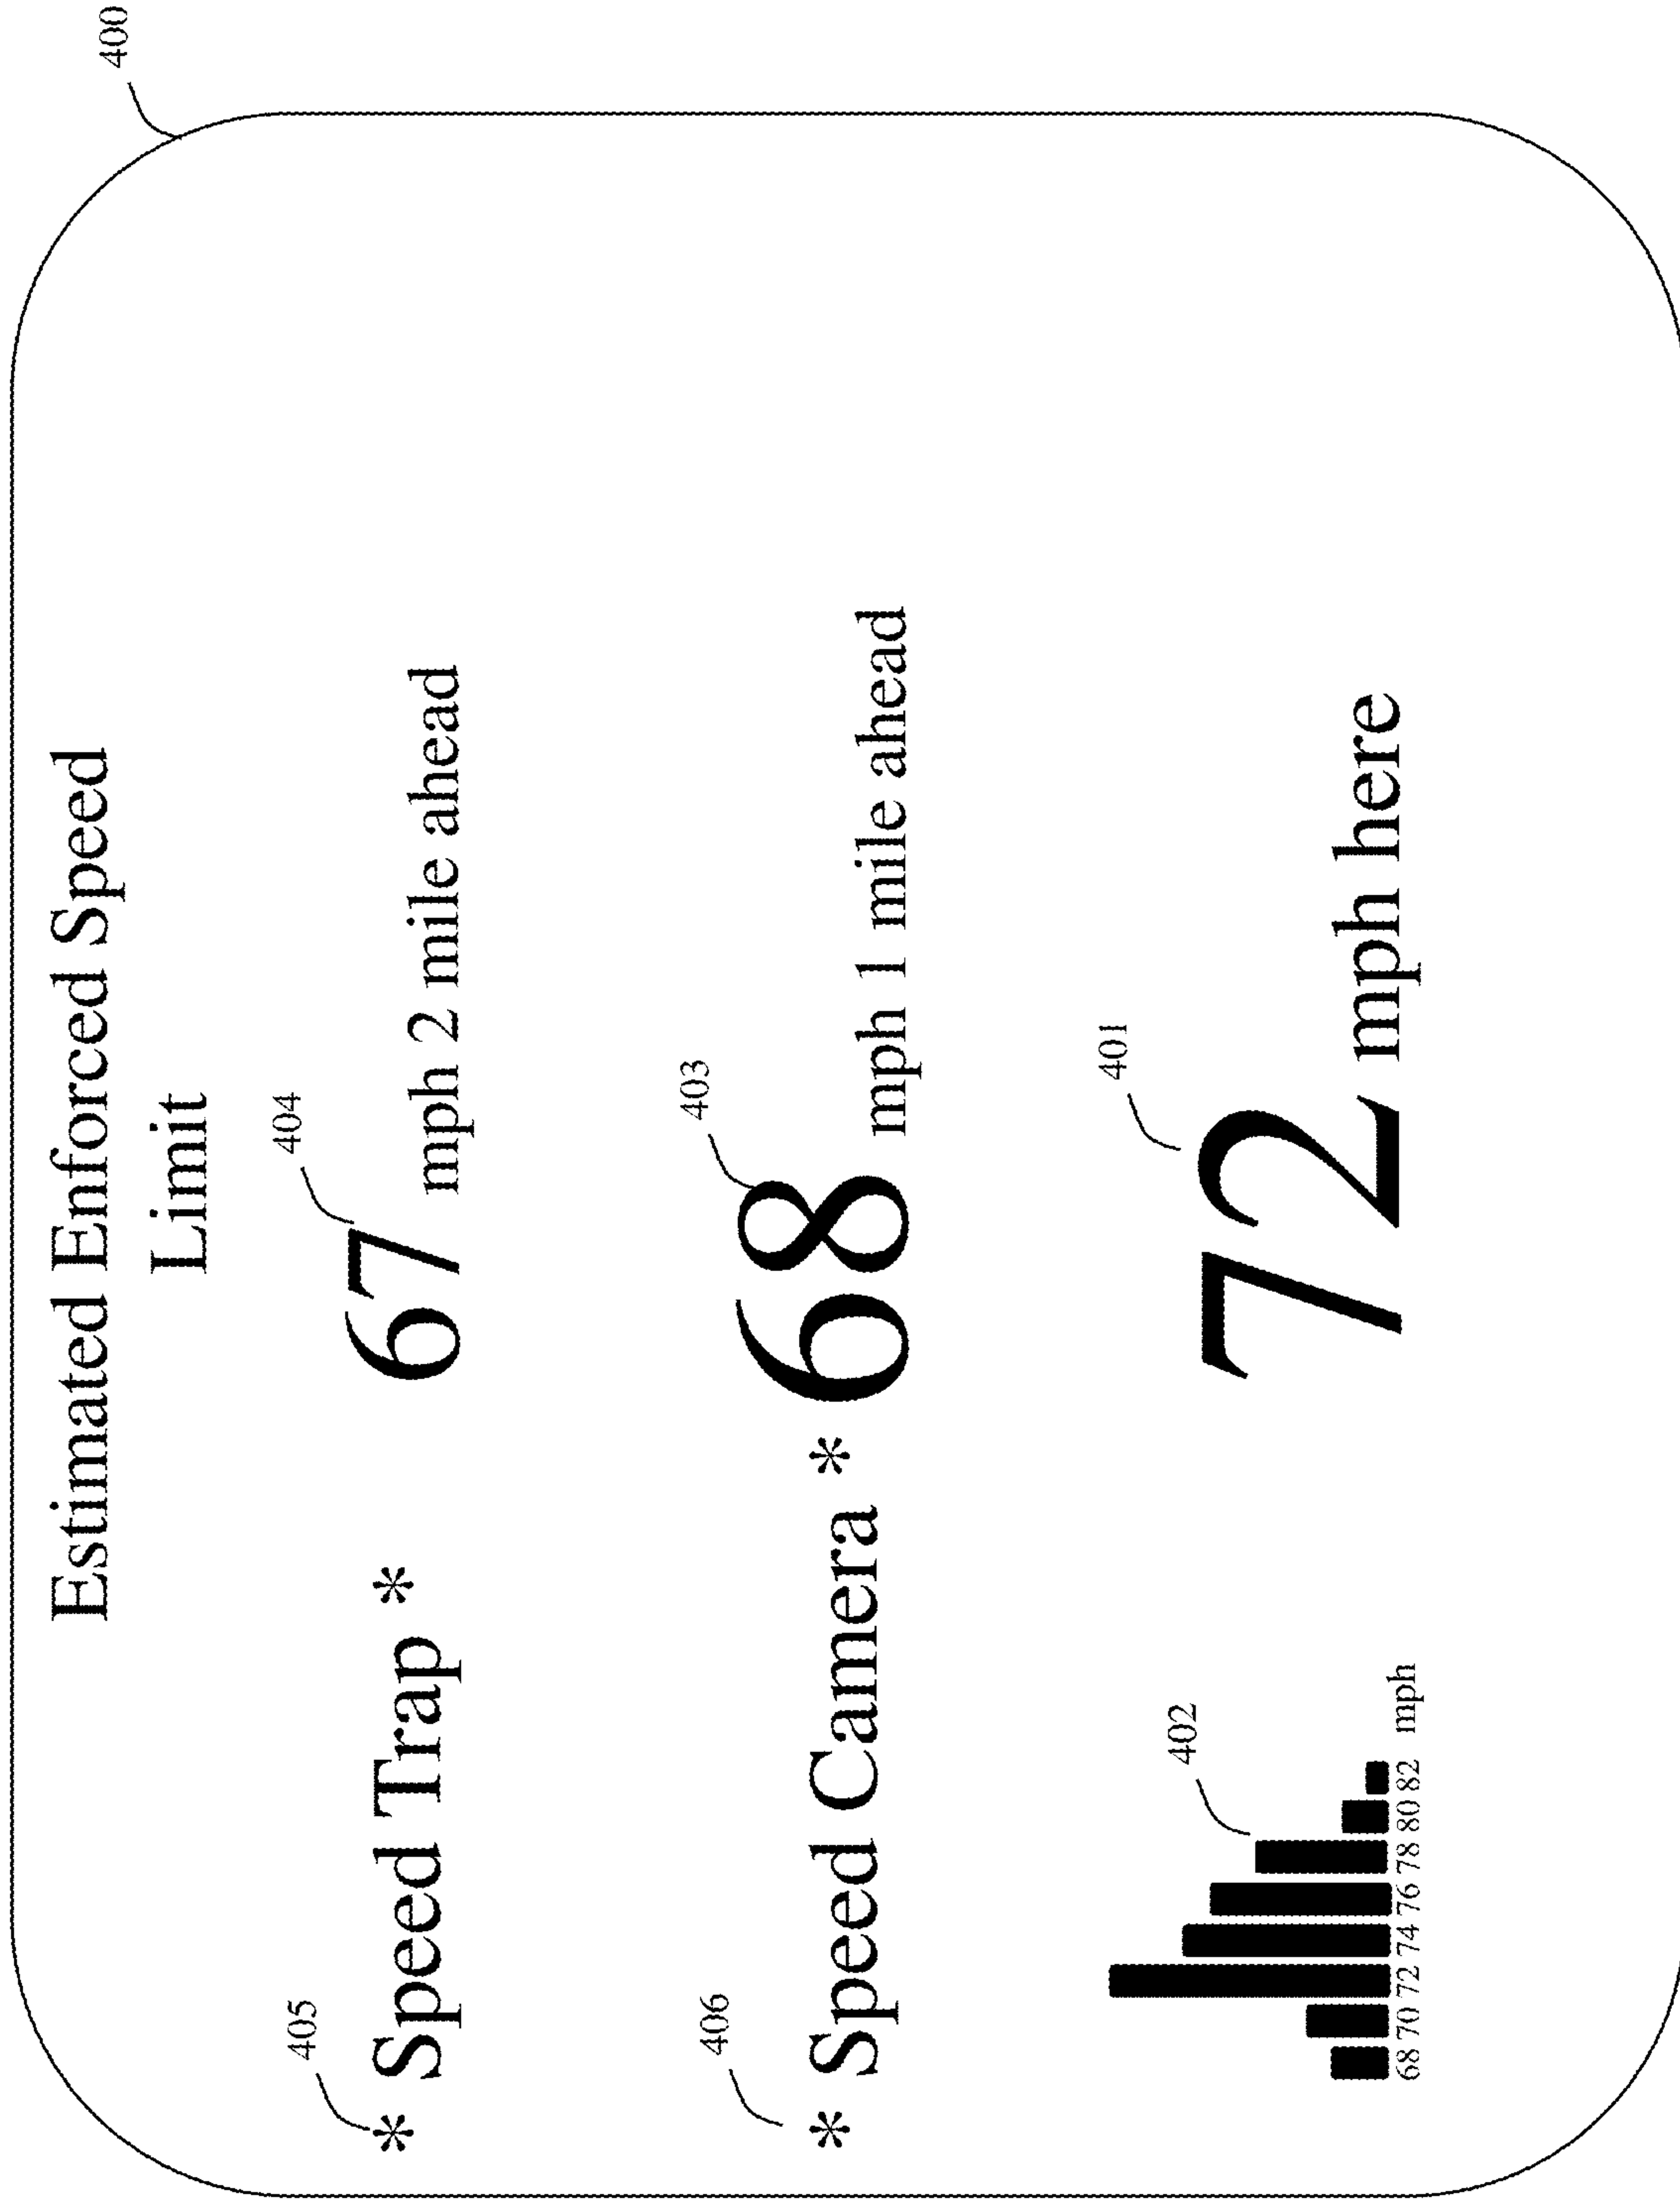 400
Estimated Enforced Speed
Limit
405
404
* Speed Trap * 67 mph 2 mile ahead
406
403
* Speed Camera * 68 mph 1 mile ahead
402
401
72 mph here
68 70 72 74 76 78 80 82 mph